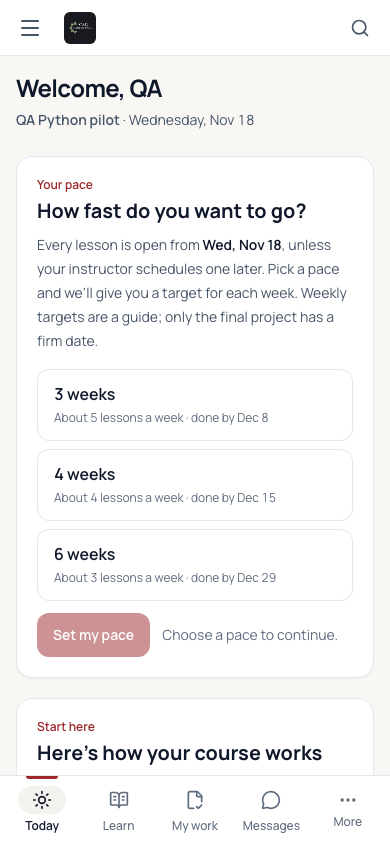 Welcome, QA
QA Python pilot · Wednesday, Nov 18
Your pace
How fast do you want to go?
Every lesson is open from Wed, Nov 18, unless
your instructor schedules one later. Pick a pace
and we'll give you a target for each week. Weekly
targets are a guide; only the final project has a
firm date.
3 weeks
About 5 lessons a week · done by Dec 8
4 weeks
About 4 lessons a week · done by Dec 15
6 weeks
About 3 lessons a week · done by Dec 29
Set my pace
Choose a pace to continue.
Start here
Here's how your course works
Today
Learn
My work
Messages
More